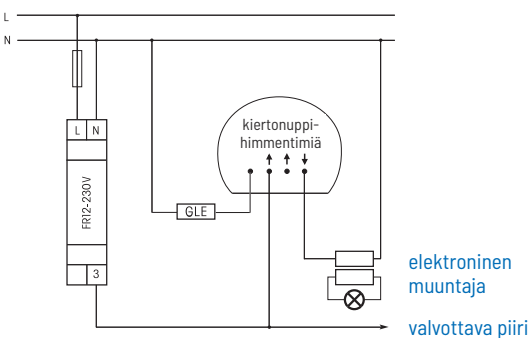 L
N
L N
FR12-230V
3
kiertonuppi-
himmentimiä
GLE
elektroninen
muuntaja
valvottava piiri